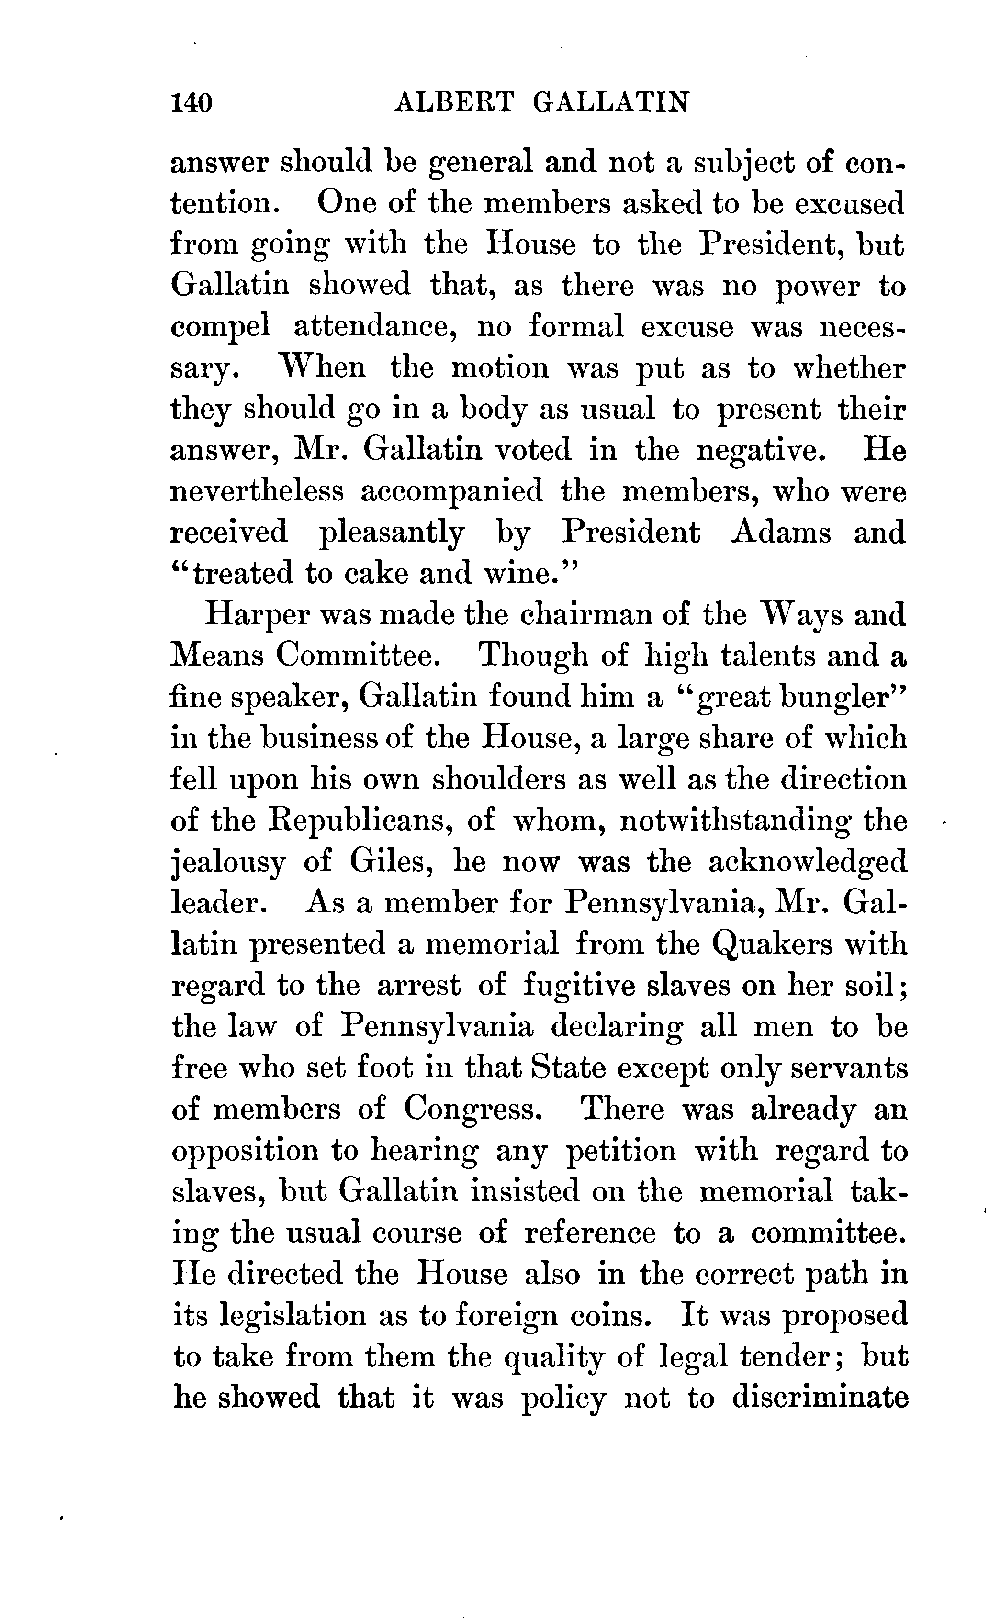 140 ALBERT GALLATIN
answer should be general and not a subject of con-
tention. One of the members asked to be excused
from going with the House to the President, but
Gallatin showed that, as there was no power to
compel attendance, no formal excuse was neces-
sary. When the motion was put as to whether
they should go in a body as usual to present their
answer, Mr. Gallatin voted in the negative. He
nevertheless accompanied the members, who were
received pleasantly by President Adams and
“treated to cake and wine.”
Harper was made the chairman of the Ways and
Means Committee. Though of high talents and a
fine speaker, Gallatin found him a “great bungler”
in the business of the House, a large share of which
fell upon his own shoulders as well as the direction
of the Republicans, of whom, notwithstanding the
jealousy of Giles, he now was the acknowledged
leader. As a member for Pennsylvania, Mr. Gal-
latin presented a memorial from the Quakers with
regard to the arrest of fugitive slaves on her soil;
the law of Pennsylvania declaring all men to be
free who set foot in that State except only servants
of members of Congress. There was already an
opposition to hearing any petition with regard to
slaves, but Gallatin insisted on the memorial tak-
ing the usual course of reference to a committee.
He directed the House also in the correct path in
its legislation as to foreign coins. It was proposed
to take from them the quality of legal tender; but
he showed that it was policy not to discriminate